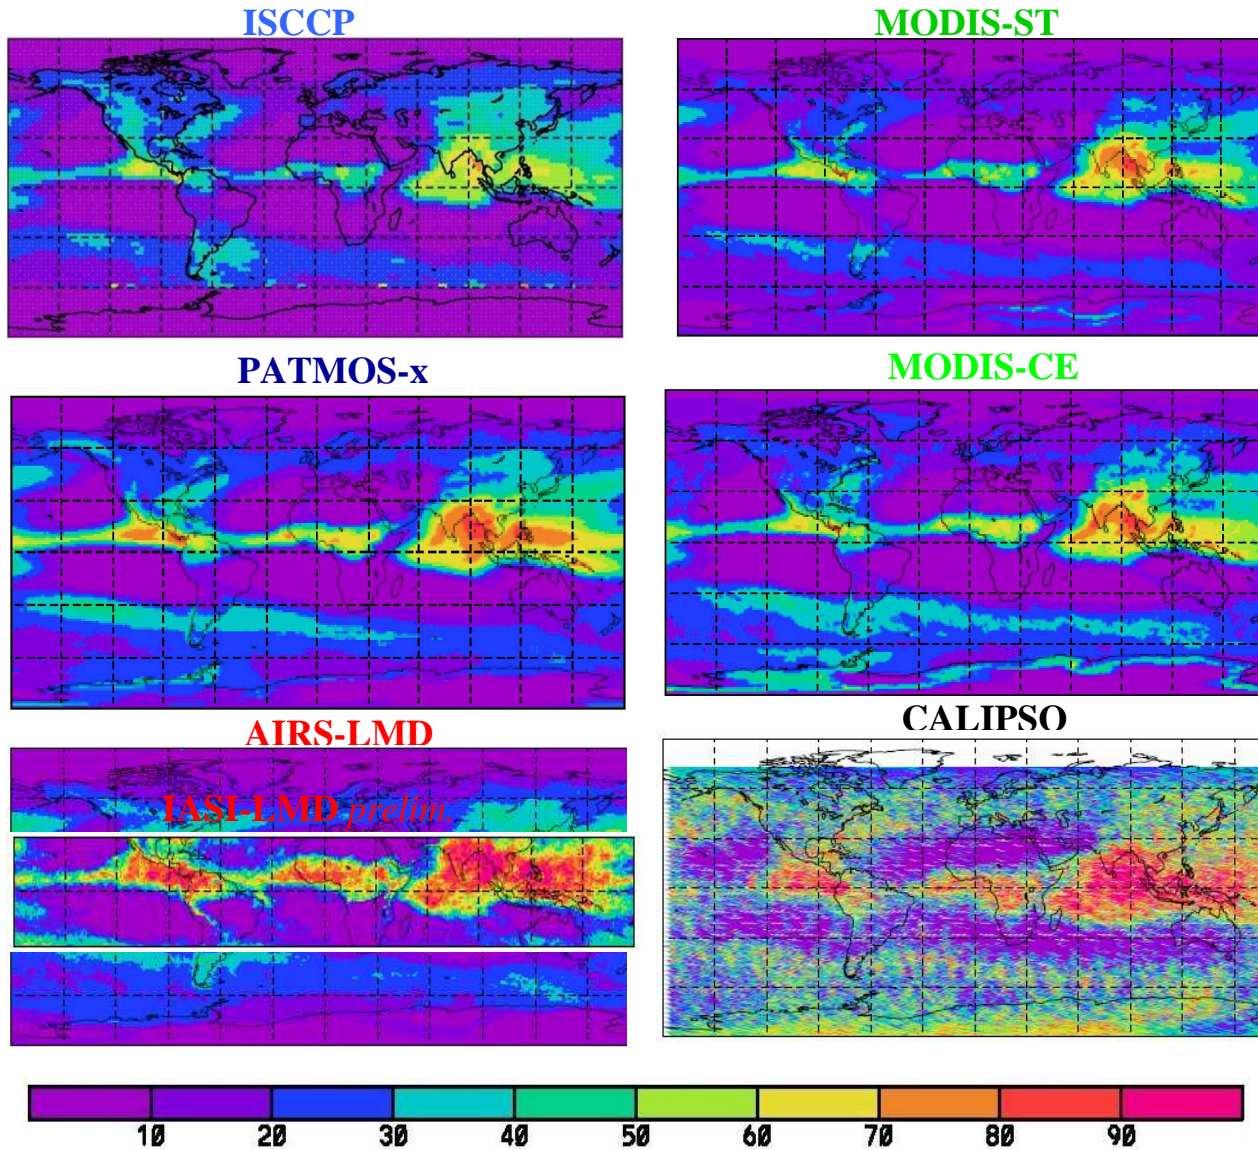 ISCCP
MODIS-ST
PATMOS-x
MODIS-CE
AIRS-LMD
CALIPSO
IASI-LMD prelim.
10 20 30 40 50 60 70 80 90